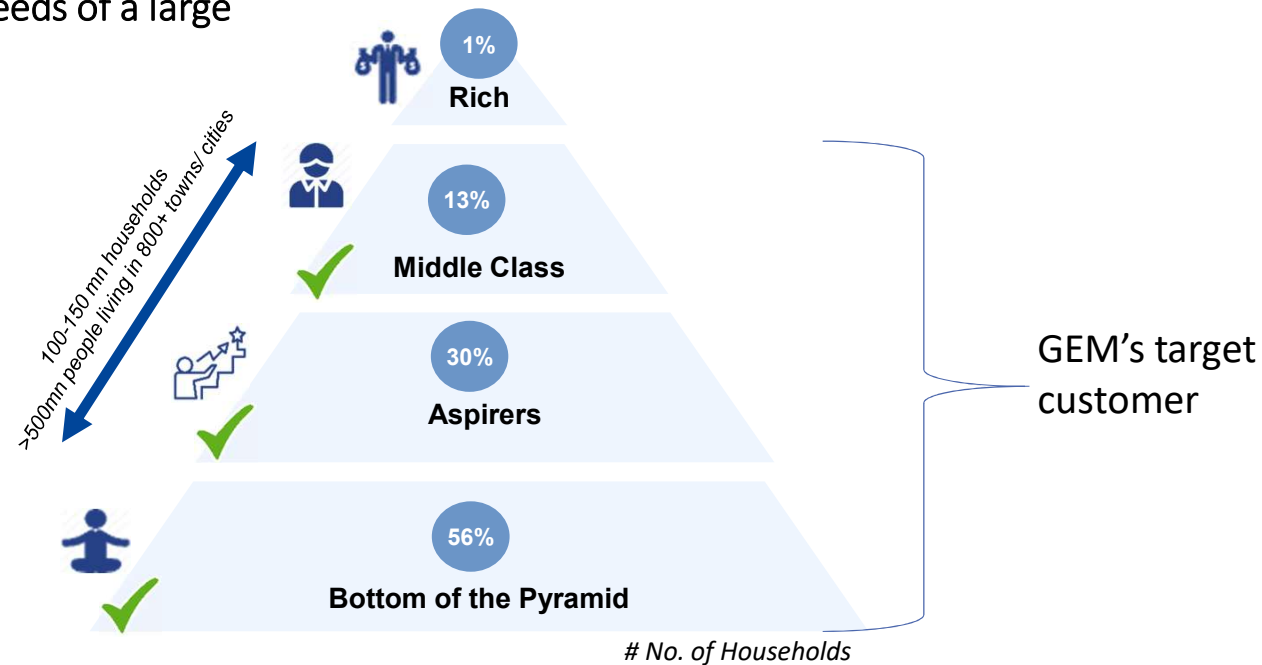 eeds of a large
1%
Rich
100-150 mn households
>500mn people living in 800+ towns/ cities
13%
Middle Class
30%
Aspirers
GEM’s target
customer
56%
Bottom of the Pyramid
# No. of Households